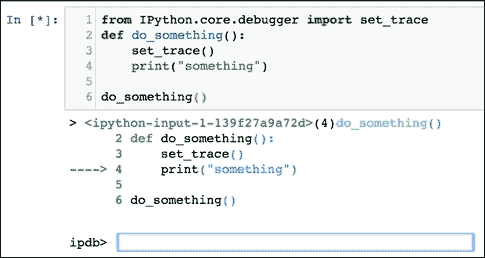 In [*]:
1 from IPython.core.debugger import set_trace
2 def do_something():
3     set_trace()
4     print("something")
5
6 do_something()
> <ipython-input-1-139f27a9a72d>(4)do_something()
      2 def do_something():
      3     set_trace()
----> 4     print("something")
      5
      6 do_something()
ipdb>